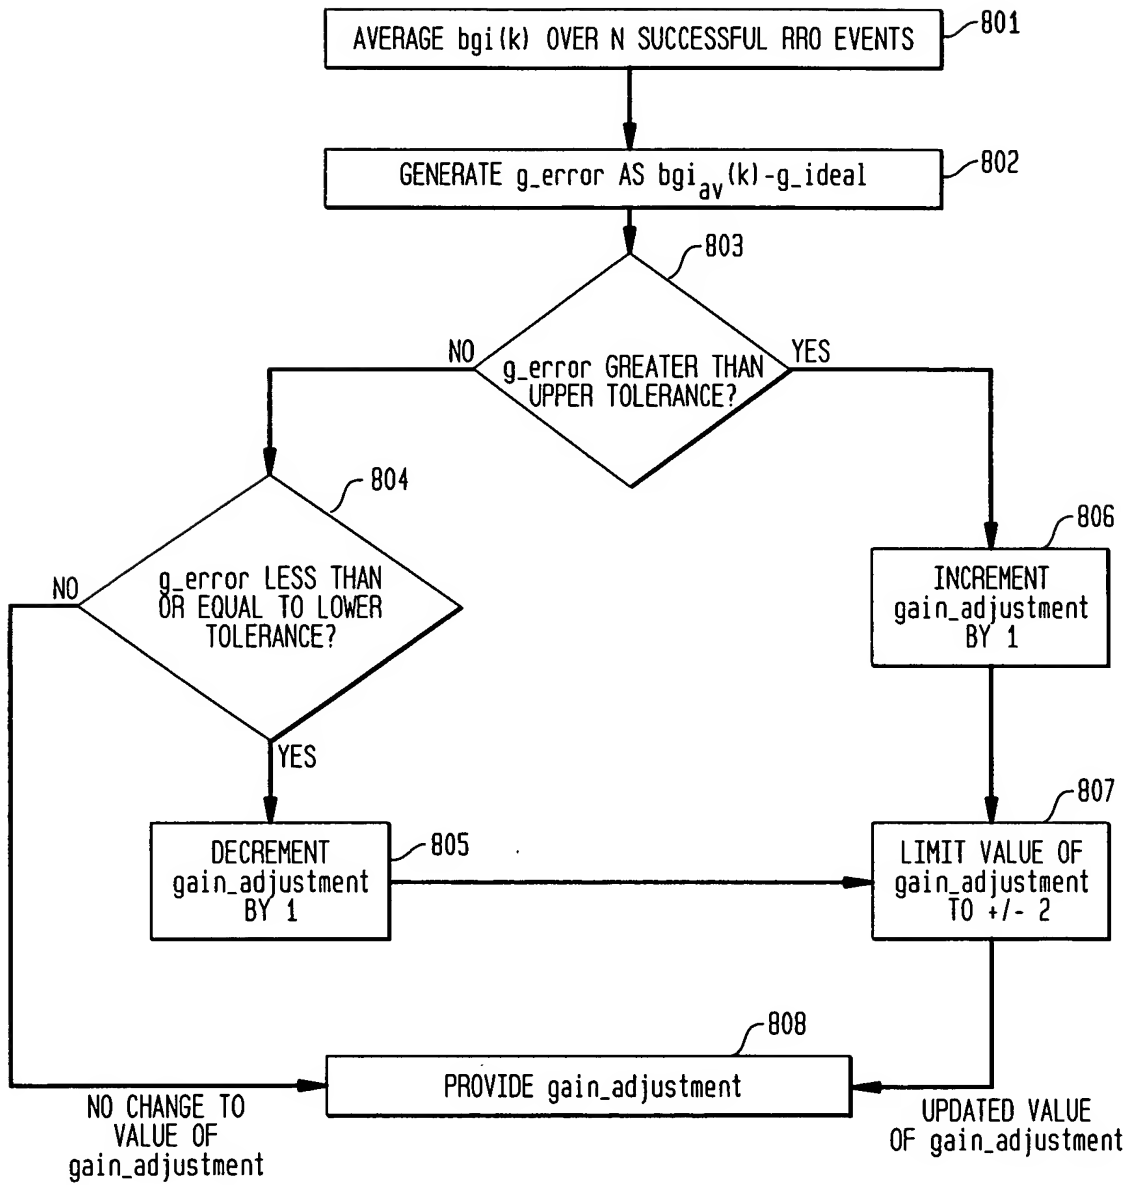 AVERAGE bgi(k) OVER N SUCCESSFUL RRO EVENTS
801
GENERATE g_error AS bgi_av(k)-g_ideal
802
803
NO
YES
g_error GREATER THAN
UPPER TOLERANCE?
804
NO
g_error LESS THAN
OR EQUAL TO LOWER
TOLERANCE?
YES
806
INCREMENT
gain_adjustment
BY 1
805
DECREMENT
gain_adjustment
BY 1
807
LIMIT VALUE OF
gain_adjustment
TO +/- 2
808
PROVIDE gain_adjustment
NO CHANGE TO
VALUE OF
gain_adjustment
UPDATED VALUE
OF gain_adjustment